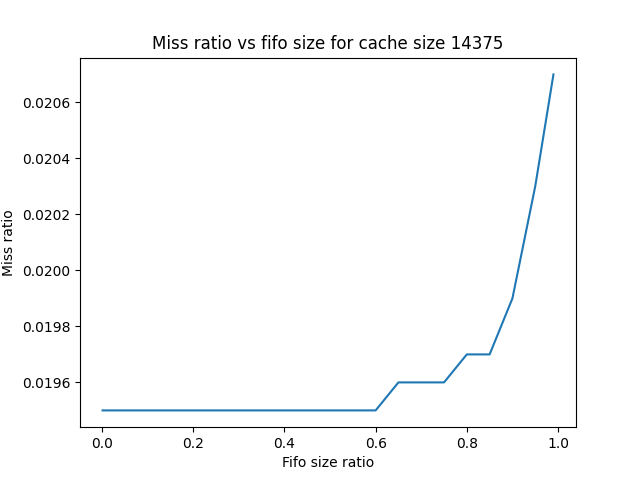 Miss ratio vs fifo size for cache size 14375
0.0206
0.0204
0.0202
0.0200
0.0198
0.0196
Miss ratio
0.0 0.2 0.4 0.6 0.8 1.0
Fifo size ratio